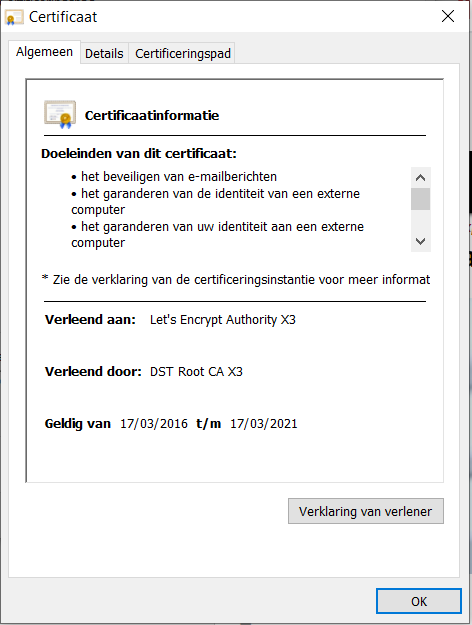 Certificaat
Algemeen Details Certificeringspad
Certificaatinformatie
Doeleinden van dit certificaat:
• het beveiligen van e-mailberichten
• het garanderen van de identiteit van een externe
computer
• het garanderen van uw identiteit aan een externe
computer
* Zie de verklaring van de certificeringsinstantie voor meer informat
Verleend aan: Let's Encrypt Authority X3
Verleend door: DST Root CA X3
Geldig van 17/03/2016 t/m 17/03/2021
Verklaring van verlener
OK